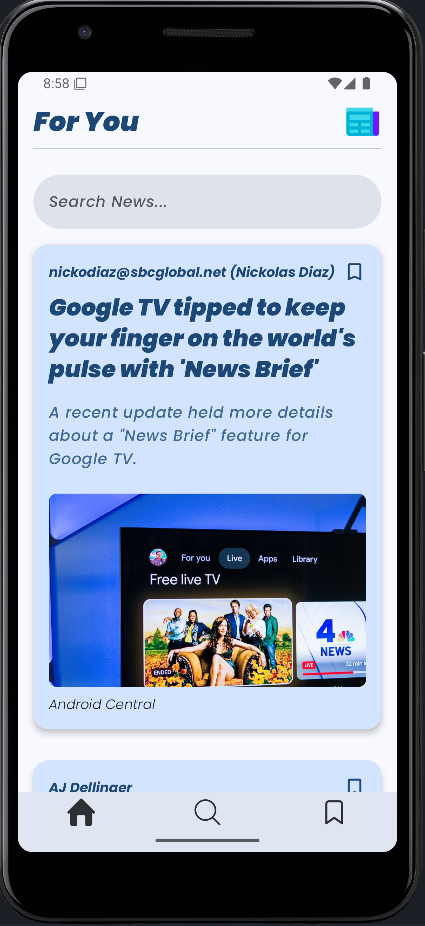 8:58
For You
Search News...
nickodiaz@sbcglobal.net (Nickolas Diaz)
Google TV tipped to keep
your finger on the world's
pulse with 'News Brief'
A recent update held more details
about a "News Brief" feature for
Google TV.
For you Live Apps Library
Free live TV
4
NEWS
ENDED
LIVE
32 min
Android Central
AJ Dellinger